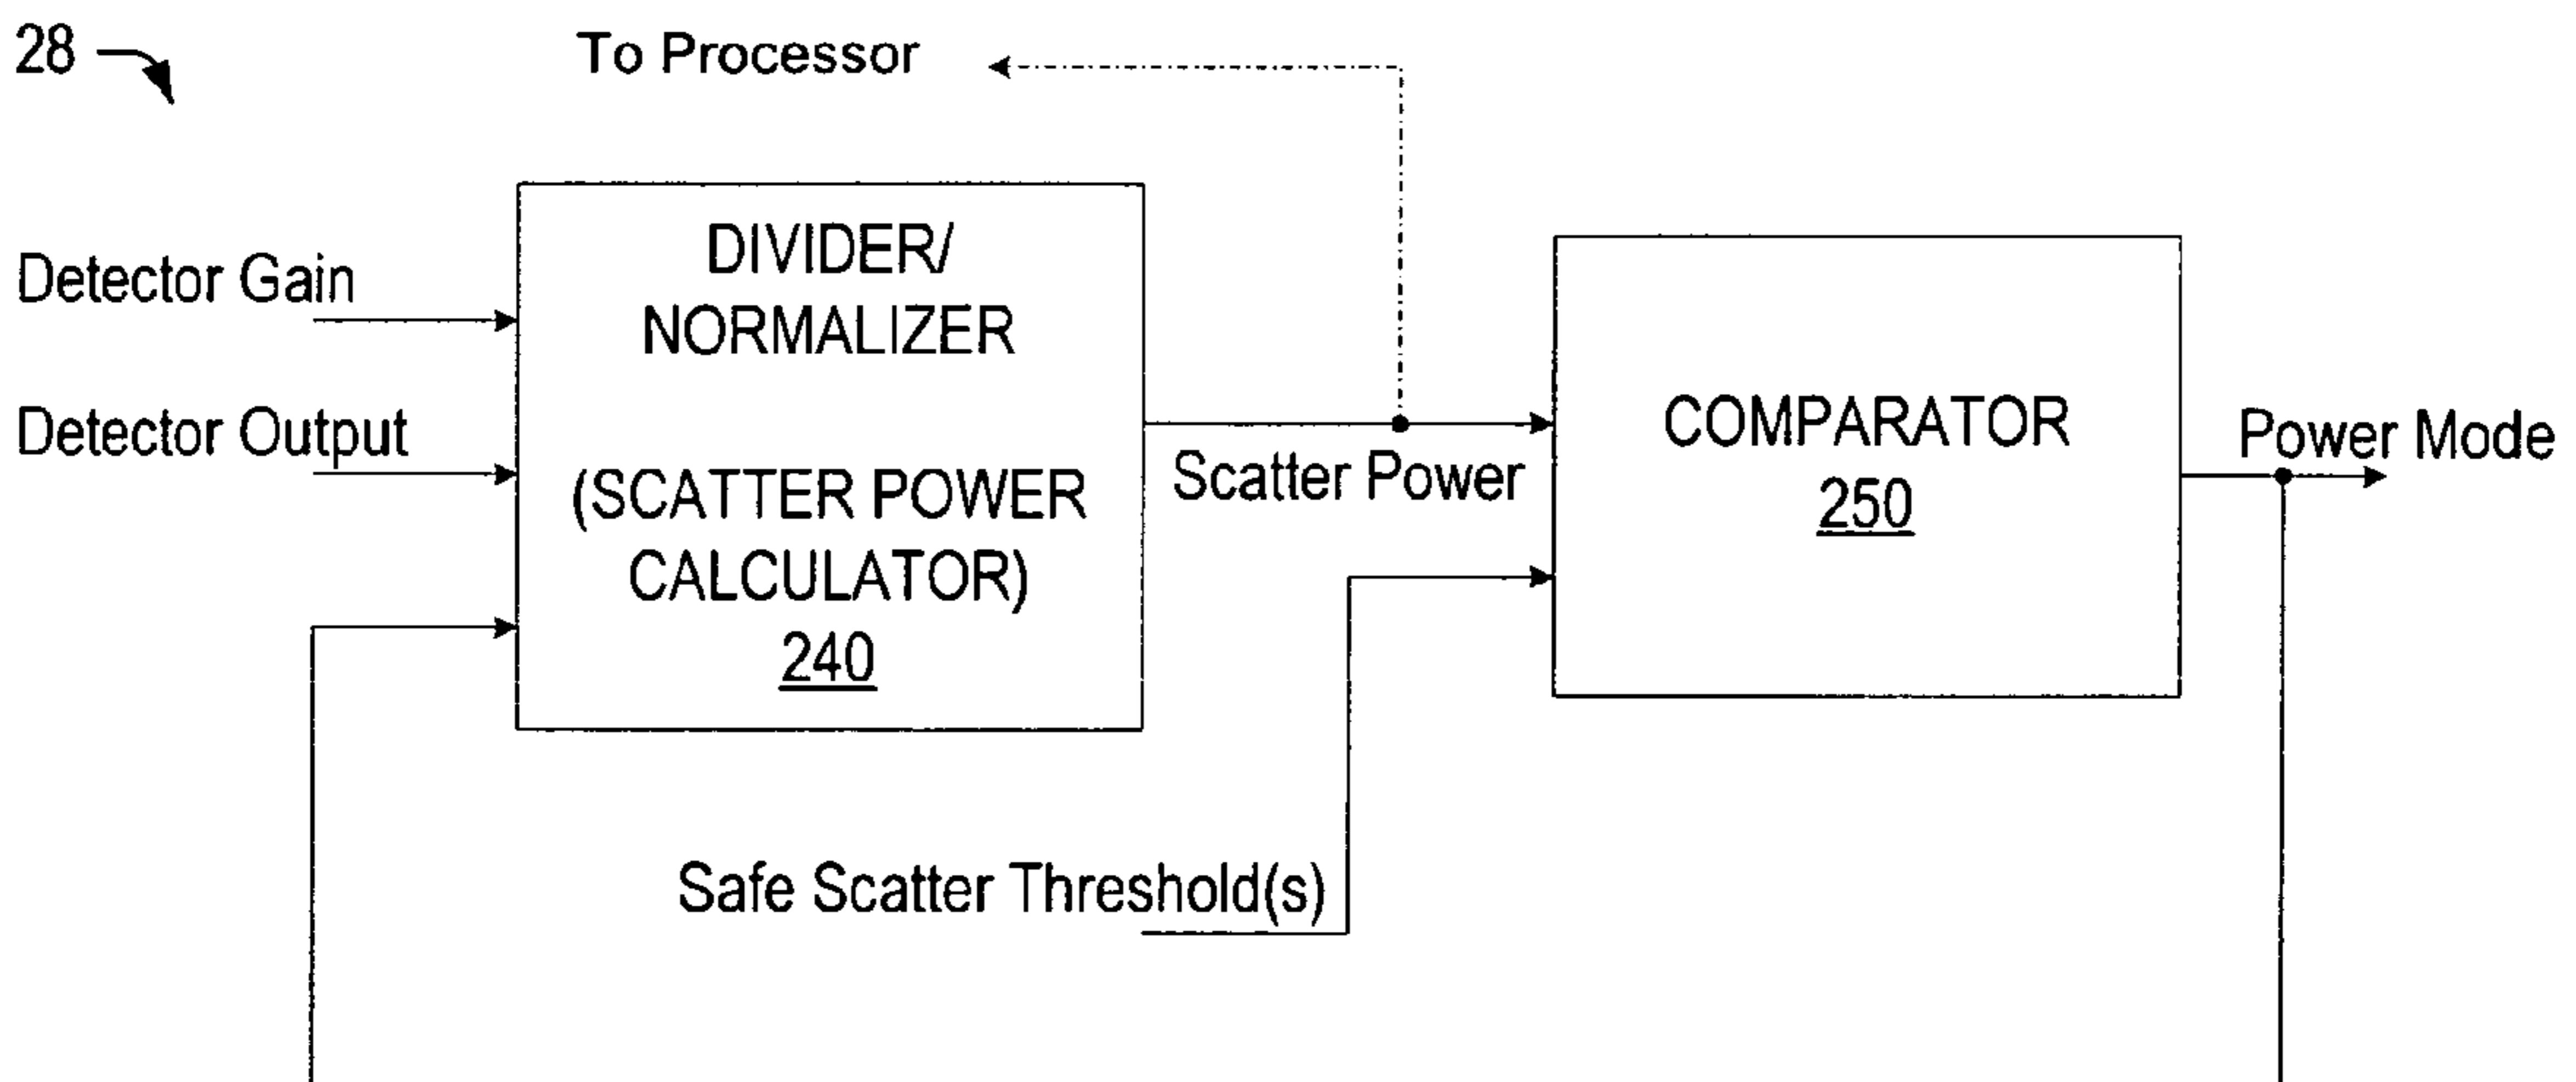 28
To Processor
Detector Gain
Detector Output
DIVIDER/
NORMALIZER
(SCATTER POWER
CALCULATOR)
240
Scatter Power
COMPARATOR
250
Power Mode
Safe Scatter Threshold(s)